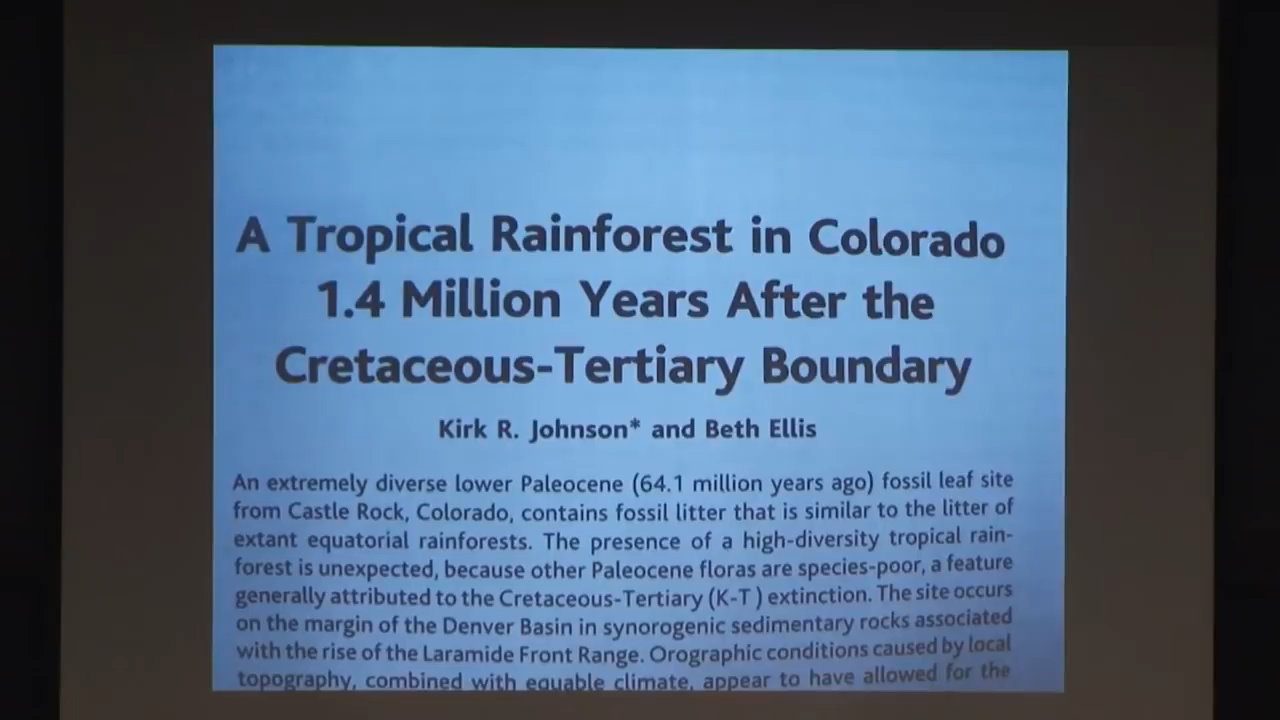 A Tropical Rainforest in Colorado
1.4 Million Years After the
Cretaceous-Tertiary Boundary
Kirk R. Johnson* and Beth Ellis
An extremely diverse lower Paleocene (64.1 million years ago) fossil leaf site
from Castle Rock, Colorado, contains fossil litter that is similar to the litter of
extant equatorial rainforests. The presence of a high-diversity tropical rain-
forest is unexpected, because other Paleocene floras are species-poor, a feature
generally attributed to the Cretaceous-Tertiary (K-T) extinction. The site occurs
on the margin of the Denver Basin in synorogenic sedimentary rocks associated
with the rise of the Laramide Front Range. Orographic conditions caused by local
topography, combined with equable climate, appear to have allowed for the